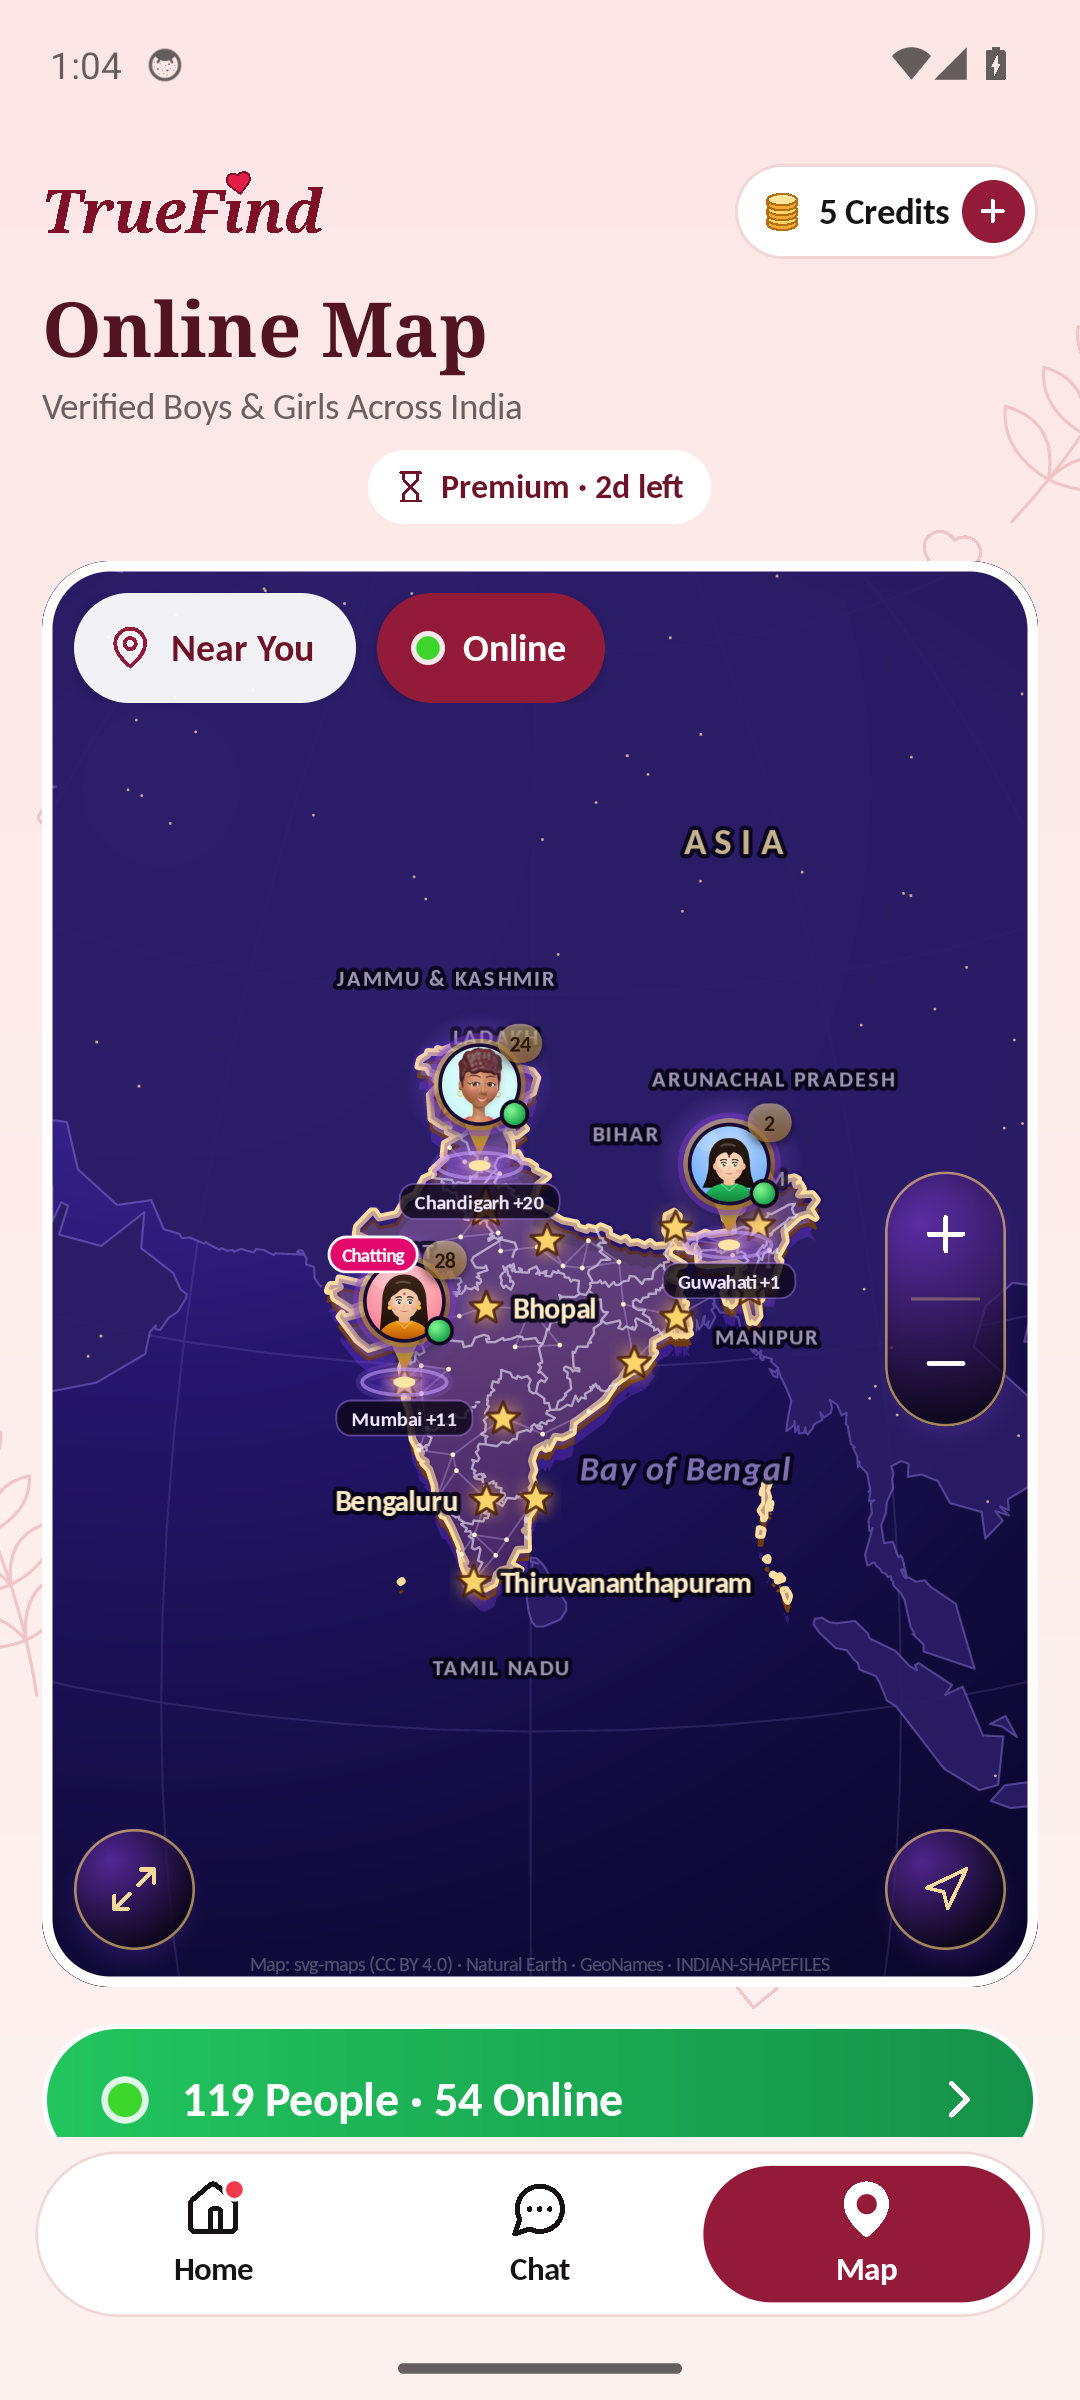 1:04
TrueFind
5 Credits
Online Map
Verified Boys & Girls Across India
Premium · 2d left
Near You
Online
ASIA
JAMMU & KASHMIR
LADAKH
24
ARUNACHAL PRADESH
2
BIHAR
Chandigarh +20
Chatting
28
Guwahati +1
Bhopal
MANIPUR
Mumbai +11
Bay of Bengal
Bengaluru
Thiruvananthapuram
TAMIL NADU
Map: svg-maps (CC BY 4.0) · Natural Earth · GeoNames · INDIAN-SHAPEFILES
119 People · 54 Online
Home
Chat
Map